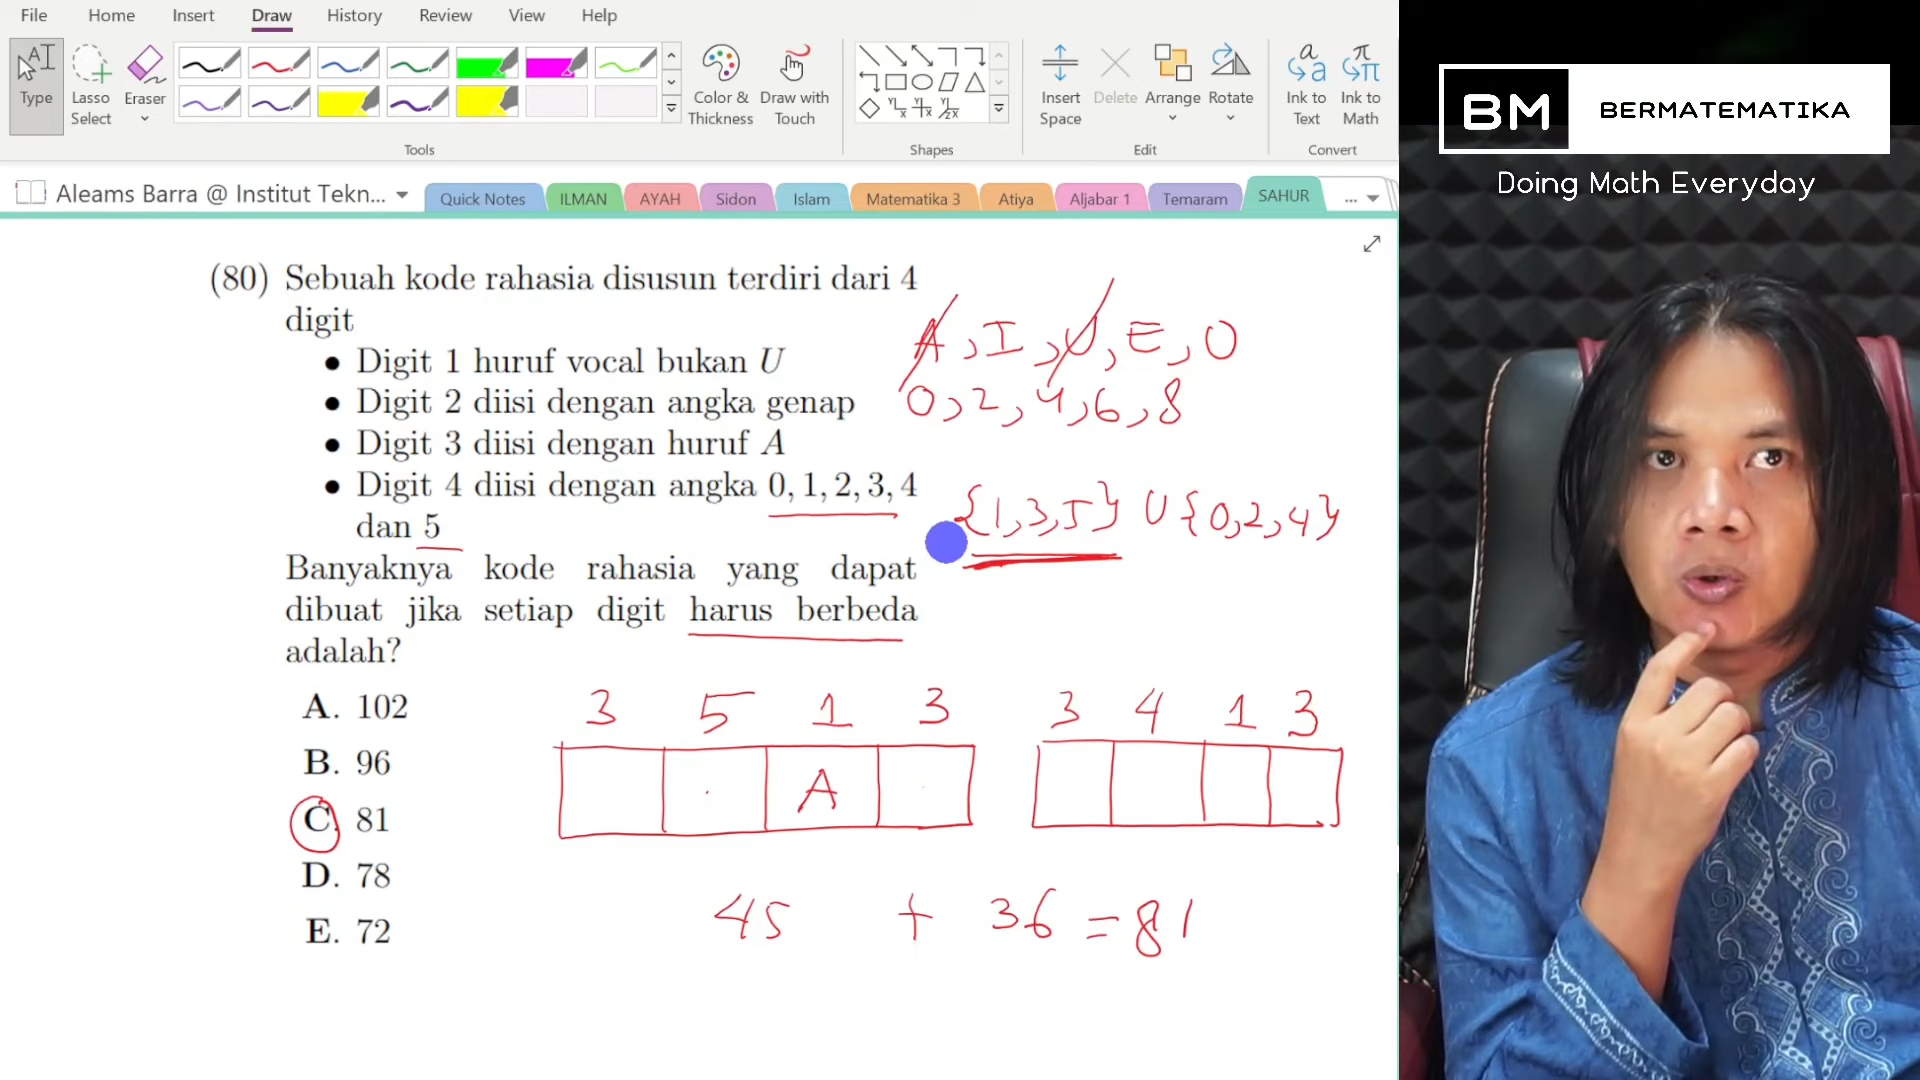 File Home Insert Draw History Review View Help
Type Lasso Select Eraser Color & Thickness Draw with Touch Insert Space Delete Arrange Rotate Ink to Text Ink to Math
Tools Shapes Edit Convert
Aleams Barra @ Institut Tekn... Quick Notes ILMAN AYAH Sidon Islam Matematika 3 Atiya Aljabar 1 Temaram SAHUR ...
BM BERMATEMATIKA
Doing Math Everyday
(80) Sebuah kode rahasia disusun terdiri dari 4
digit
• Digit 1 huruf vocal bukan U
• Digit 2 diisi dengan angka genap
• Digit 3 diisi dengan huruf A
• Digit 4 diisi dengan angka 0, 1, 2, 3, 4
dan 5
Banyaknya kode rahasia yang dapat
dibuat jika setiap digit harus berbeda
adalah?
A. 102
B. 96
C. 81
D. 78
E. 72
A, I, U, E, O
0, 2, 4, 6, 8
{1,3,5} ∪ {0,2,4}
3 5 1 3
A
3 4 1 3
45 + 36 = 81